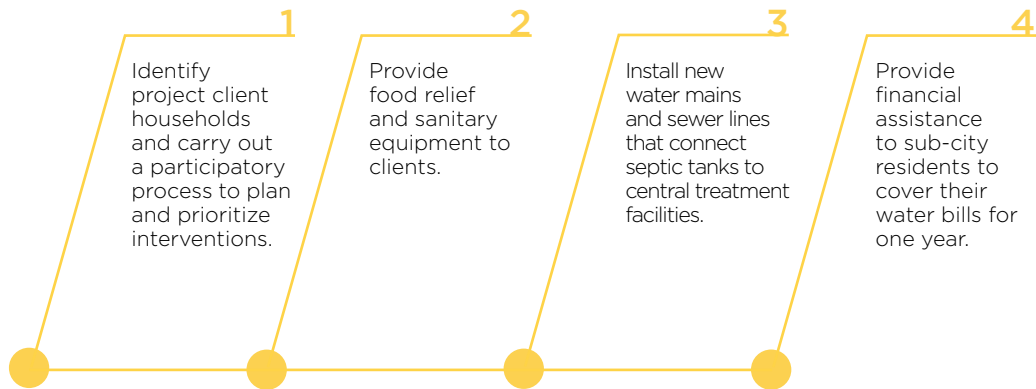 1
Identify
project client
households
and carry out
a participatory
process to plan
and prioritize
interventions.
2
Provide
food relief
and sanitary
equipment to
clients.
3
Install new
water mains
and sewer lines
that connect
septic tanks to
central treatment
facilities.
4
Provide
financial
assistance
to sub-city
residents to
cover their
water bills for
one year.